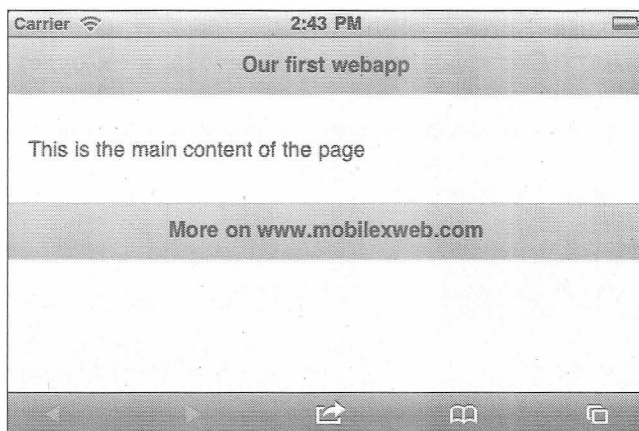 Carrier 2:43 PM
Our first webapp
This is the main content of the page
More on www.mobilexweb.com